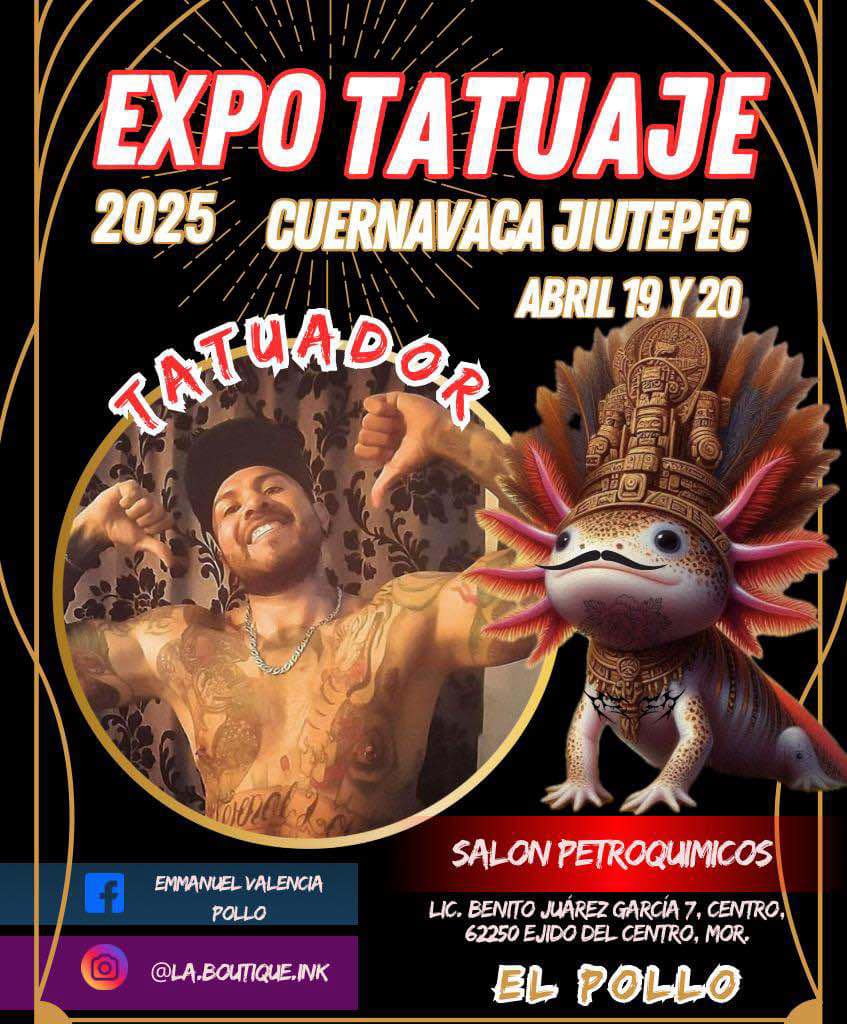 EXPO TATUAJE
2025 CUERNAVACA JIUTEPEC
ABRIL 19 Y 20
TATUADOR
SALON PETROQUIMICOS
EMMANUEL VALENCIA
POLLO
LIC. BENITO JUÁREZ GARCÍA 7, CENTRO,
62250 EJIDO DEL CENTRO, MOR.
@LA.BOUTIQUE.INK
EL POLLO